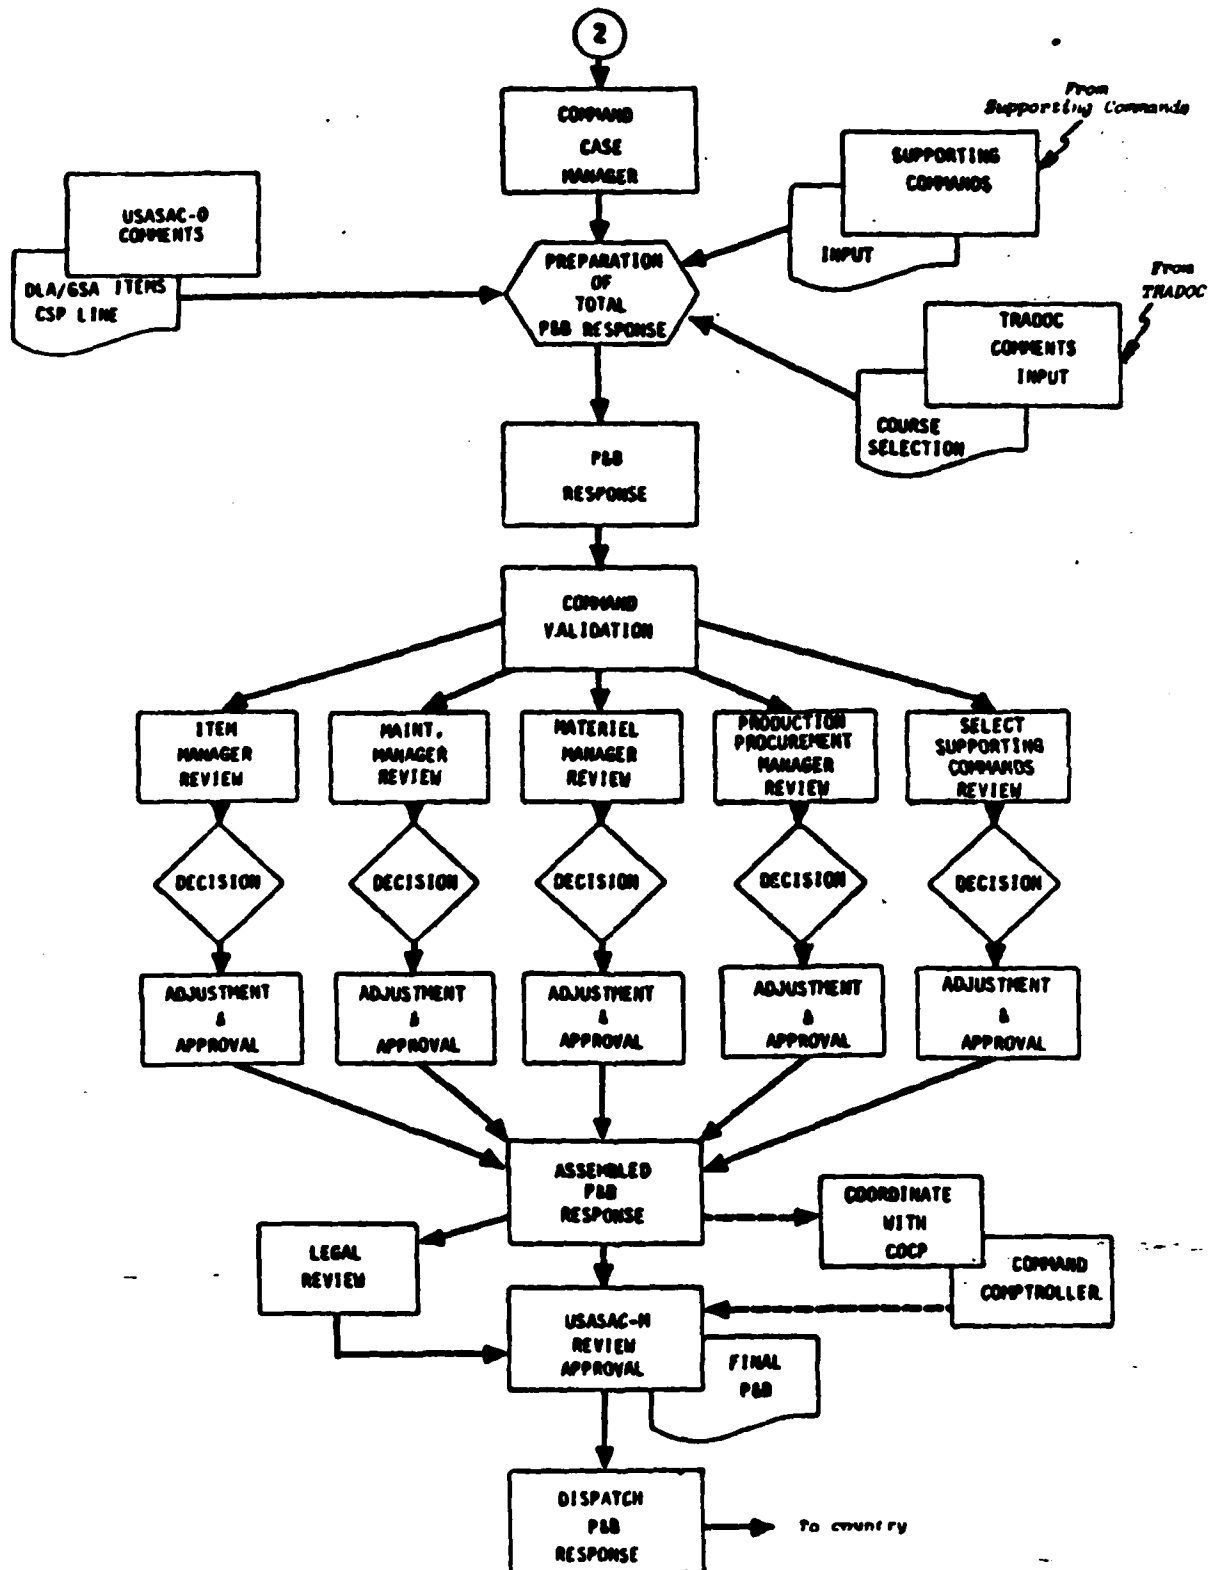 2
COMMAND
CASE
MANAGER
From
Supporting Commands
SUPPORTING
COMMANDS
INPUT
USASAC-O
COMMENTS
DLA/GSA ITEMS
CSP LINE
PREPARATION
OF
TOTAL
P&B RESPONSE
From
TRADOC
TRADOC
COMMENTS
INPUT
COURSE
SELECTION
P&B
RESPONSE
COMMAND
VALIDATION
ITEM
MANAGER
REVIEW
MAINT.
MANAGER
REVIEW
MATERIEL
MANAGER
REVIEW
PRODUCTION
PROCUREMENT
MANAGER
REVIEW
SELECT
SUPPORTING
COMMANDS
REVIEW
DECISION
DECISION
DECISION
DECISION
DECISION
ADJUSTMENT
&
APPROVAL
ADJUSTMENT
&
APPROVAL
ADJUSTMENT
&
APPROVAL
ADJUSTMENT
&
APPROVAL
ADJUSTMENT
&
APPROVAL
ASSEMBLED
P&B
RESPONSE
COORDINATE
WITH
COCP
LEGAL
REVIEW
COMMAND
COMPTROLLER
USASAC-M
REVIEW
APPROVAL
FINAL
P&B
DISPATCH
P&B
RESPONSE
To country